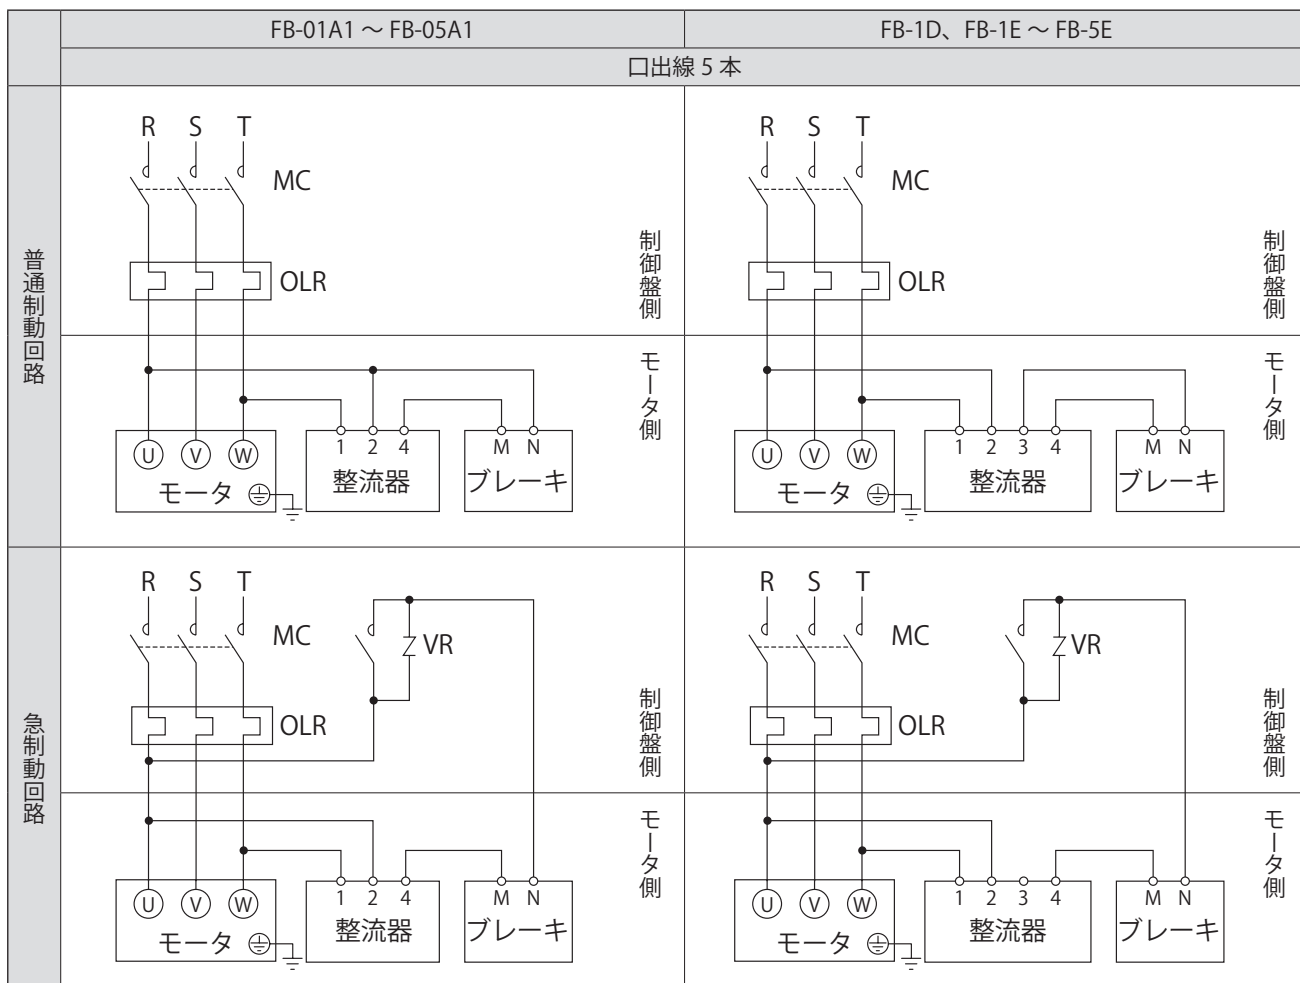 FB-01A1 ～ FB-05A1
FB-1D、FB-1E ～ FB-5E
口出線 5 本
普通制動回路
R S T
MC
OLR
制御盤側
モータ側
U V W
モータ
1 2 4
整流器
M N
ブレーキ
R S T
MC
OLR
制御盤側
モータ側
U V W
モータ
1 2 3 4
整流器
M N
ブレーキ
急制動回路
R S T
MC
VR
OLR
制御盤側
モータ側
U V W
モータ
1 2 4
整流器
M N
ブレーキ
R S T
MC
VR
OLR
制御盤側
モータ側
U V W
モータ
1 2 3 4
整流器
M N
ブレーキ